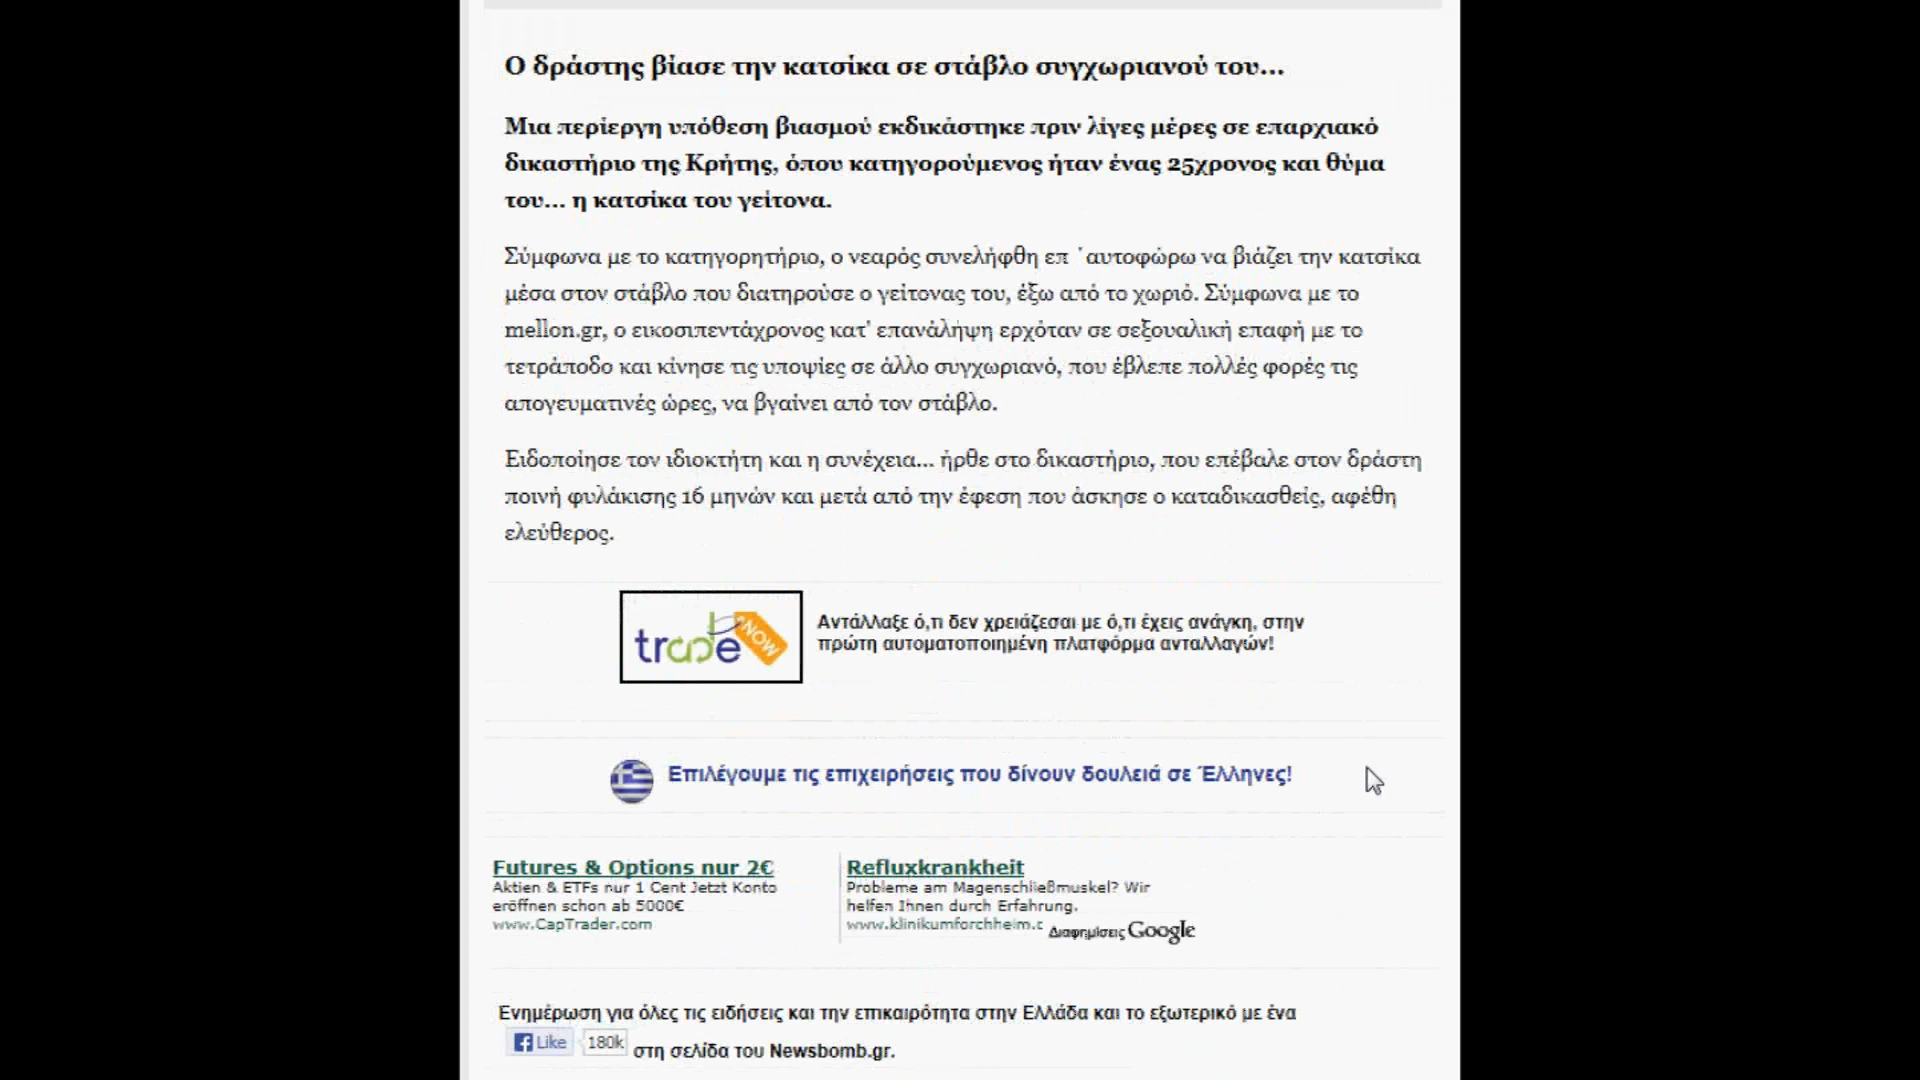 Ο δράστης βίασε την κατσίκα σε στάβλο συγχωριανού του...
Μια περίεργη υπόθεση βιασμού εκδικάστηκε πριν λίγες μέρες σε επαρχιακό
δικαστήριο της Κρήτης, όπου κατηγορούμενος ήταν ένας 25χρονος και θύμα
του... η κατσίκα του γείτονα.
Σύμφωνα με το κατηγορητήριο, ο νεαρός συνελήφθη επ ΄αυτοφώρω να βιάζει την κατσίκα
μέσα στον στάβλο που διατηρούσε ο γείτονας του, έξω από το χωριό. Σύμφωνα με το
mellon.gr, ο εικοσιπεντάχρονος κατ' επανάληψη ερχόταν σε σεξουαλική επαφή με το
τετράποδο και κίνησε τις υποψίες σε άλλο συγχωριανό, που έβλεπε πολλές φορές τις
απογευματινές ώρες, να βγαίνει από τον στάβλο.
Ειδοποίησε τον ιδιοκτήτη και η συνέχεια... ήρθε στο δικαστήριο, που επέβαλε στον δράστη
ποινή φυλάκισης 16 μηνών και μετά από την έφεση που άσκησε ο καταδικασθείς, αφέθη
ελεύθερος.
trade NOW
Αντάλλαξε ό,τι δεν χρειάζεσαι με ό,τι έχεις ανάγκη, στην
πρώτη αυτοματοποιημένη πλατφόρμα ανταλλαγών!
Επιλέγουμε τις επιχειρήσεις που δίνουν δουλειά σε Έλληνες!
Futures & Options nur 2€
Aktien & ETFs nur 1 Cent Jetzt Konto
eröffnen schon ab 5000€
www.CapTrader.com
Refluxkrankheit
Probleme am Magenschließmuskel? Wir
helfen Ihnen durch Erfahrung.
www.klinikumforchheim.c
Διαφημίσεις Google
Ενημέρωση για όλες τις ειδήσεις και την επικαιρότητα στην Ελλάδα και το εξωτερικό με ένα
Like 180k στη σελίδα του Newsbomb.gr.